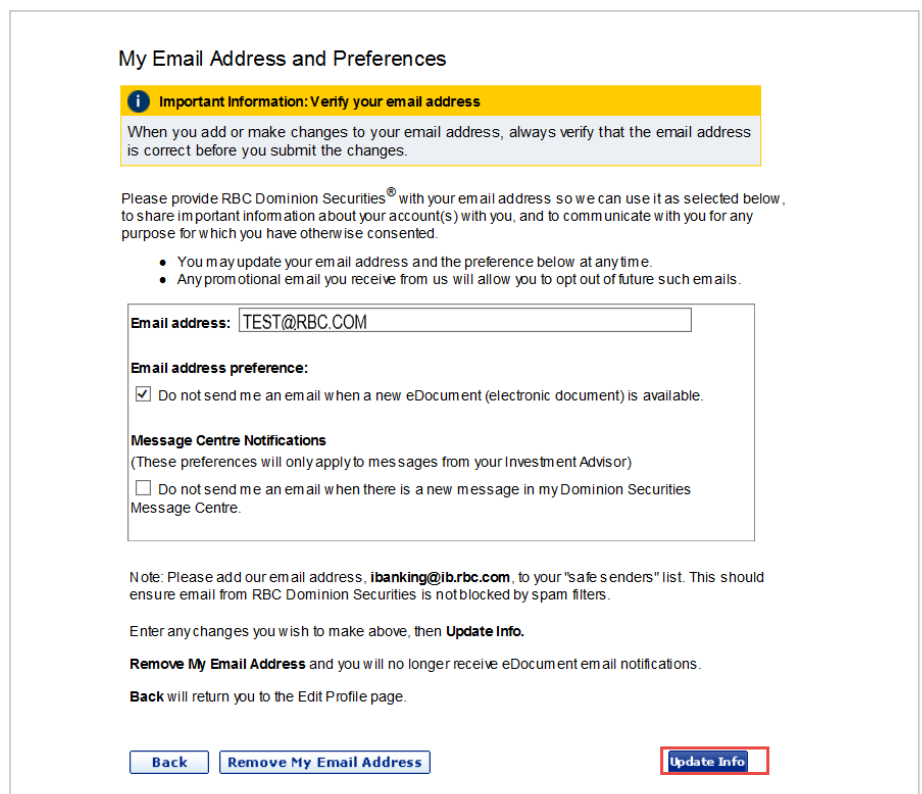 My Email Address and Preferences
i Important Information: Verify your email address
When you add or make changes to your email address, always verify that the email address
is correct before you submit the changes.
Please provide RBC Dominion Securities® with your email address so we can use it as selected below,
to share important information about your account(s) with you, and to communicate with you for any
purpose for which you have otherwise consented.
• You may update your email address and the preference below at any time.
• Any promotional email you receive from us will allow you to opt out of future such emails.
Email address: TEST@RBC.COM
Email address preference:
Do not send me an email when a new eDocument (electronic document) is available.
Message Centre Notifications
(These preferences will only apply to messages from your Investment Advisor)
Do not send me an email when there is a new message in my Dominion Securities
Message Centre.
Note: Please add our email address, ibanking@ib.rbc.com, to your "safe senders" list. This should
ensure email from RBC Dominion Securities is not blocked by spam filters.
Enter any changes you wish to make above, then Update Info.
Remove My Email Address and you will no longer receive eDocument email notifications.
Back will return you to the Edit Profile page.
Back Remove My Email Address Update Info